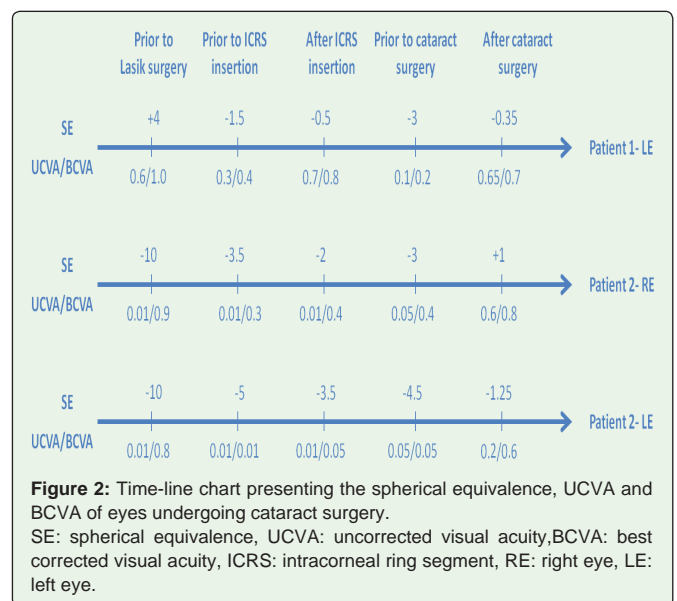 Prior to Lasik surgery
Prior to ICRS insertion
After ICRS insertion
Prior to cataract surgery
After cataract surgery
SE +4 -1.5 -0.5 -3 -0.35
Patient 1- LE
UCVA/BCVA 0.6/1.0 0.3/0.4 0.7/0.8 0.1/0.2 0.65/0.7
SE -10 -3.5 -2 -3 +1
Patient 2- RE
UCVA/BCVA 0.01/0.9 0.01/0.3 0.01/0.4 0.05/0.4 0.6/0.8
SE -10 -5 -3.5 -4.5 -1.25
Patient 2- LE
UCVA/BCVA 0.01/0.8 0.01/0.01 0.01/0.05 0.05/0.05 0.2/0.6
Figure 2: Time-line chart presenting the spherical equivalence, UCVA and
BCVA of eyes undergoing cataract surgery.
SE: spherical equivalence, UCVA: uncorrected visual acuity,BCVA: best
corrected visual acuity, ICRS: intracorneal ring segment, RE: right eye, LE:
left eye.